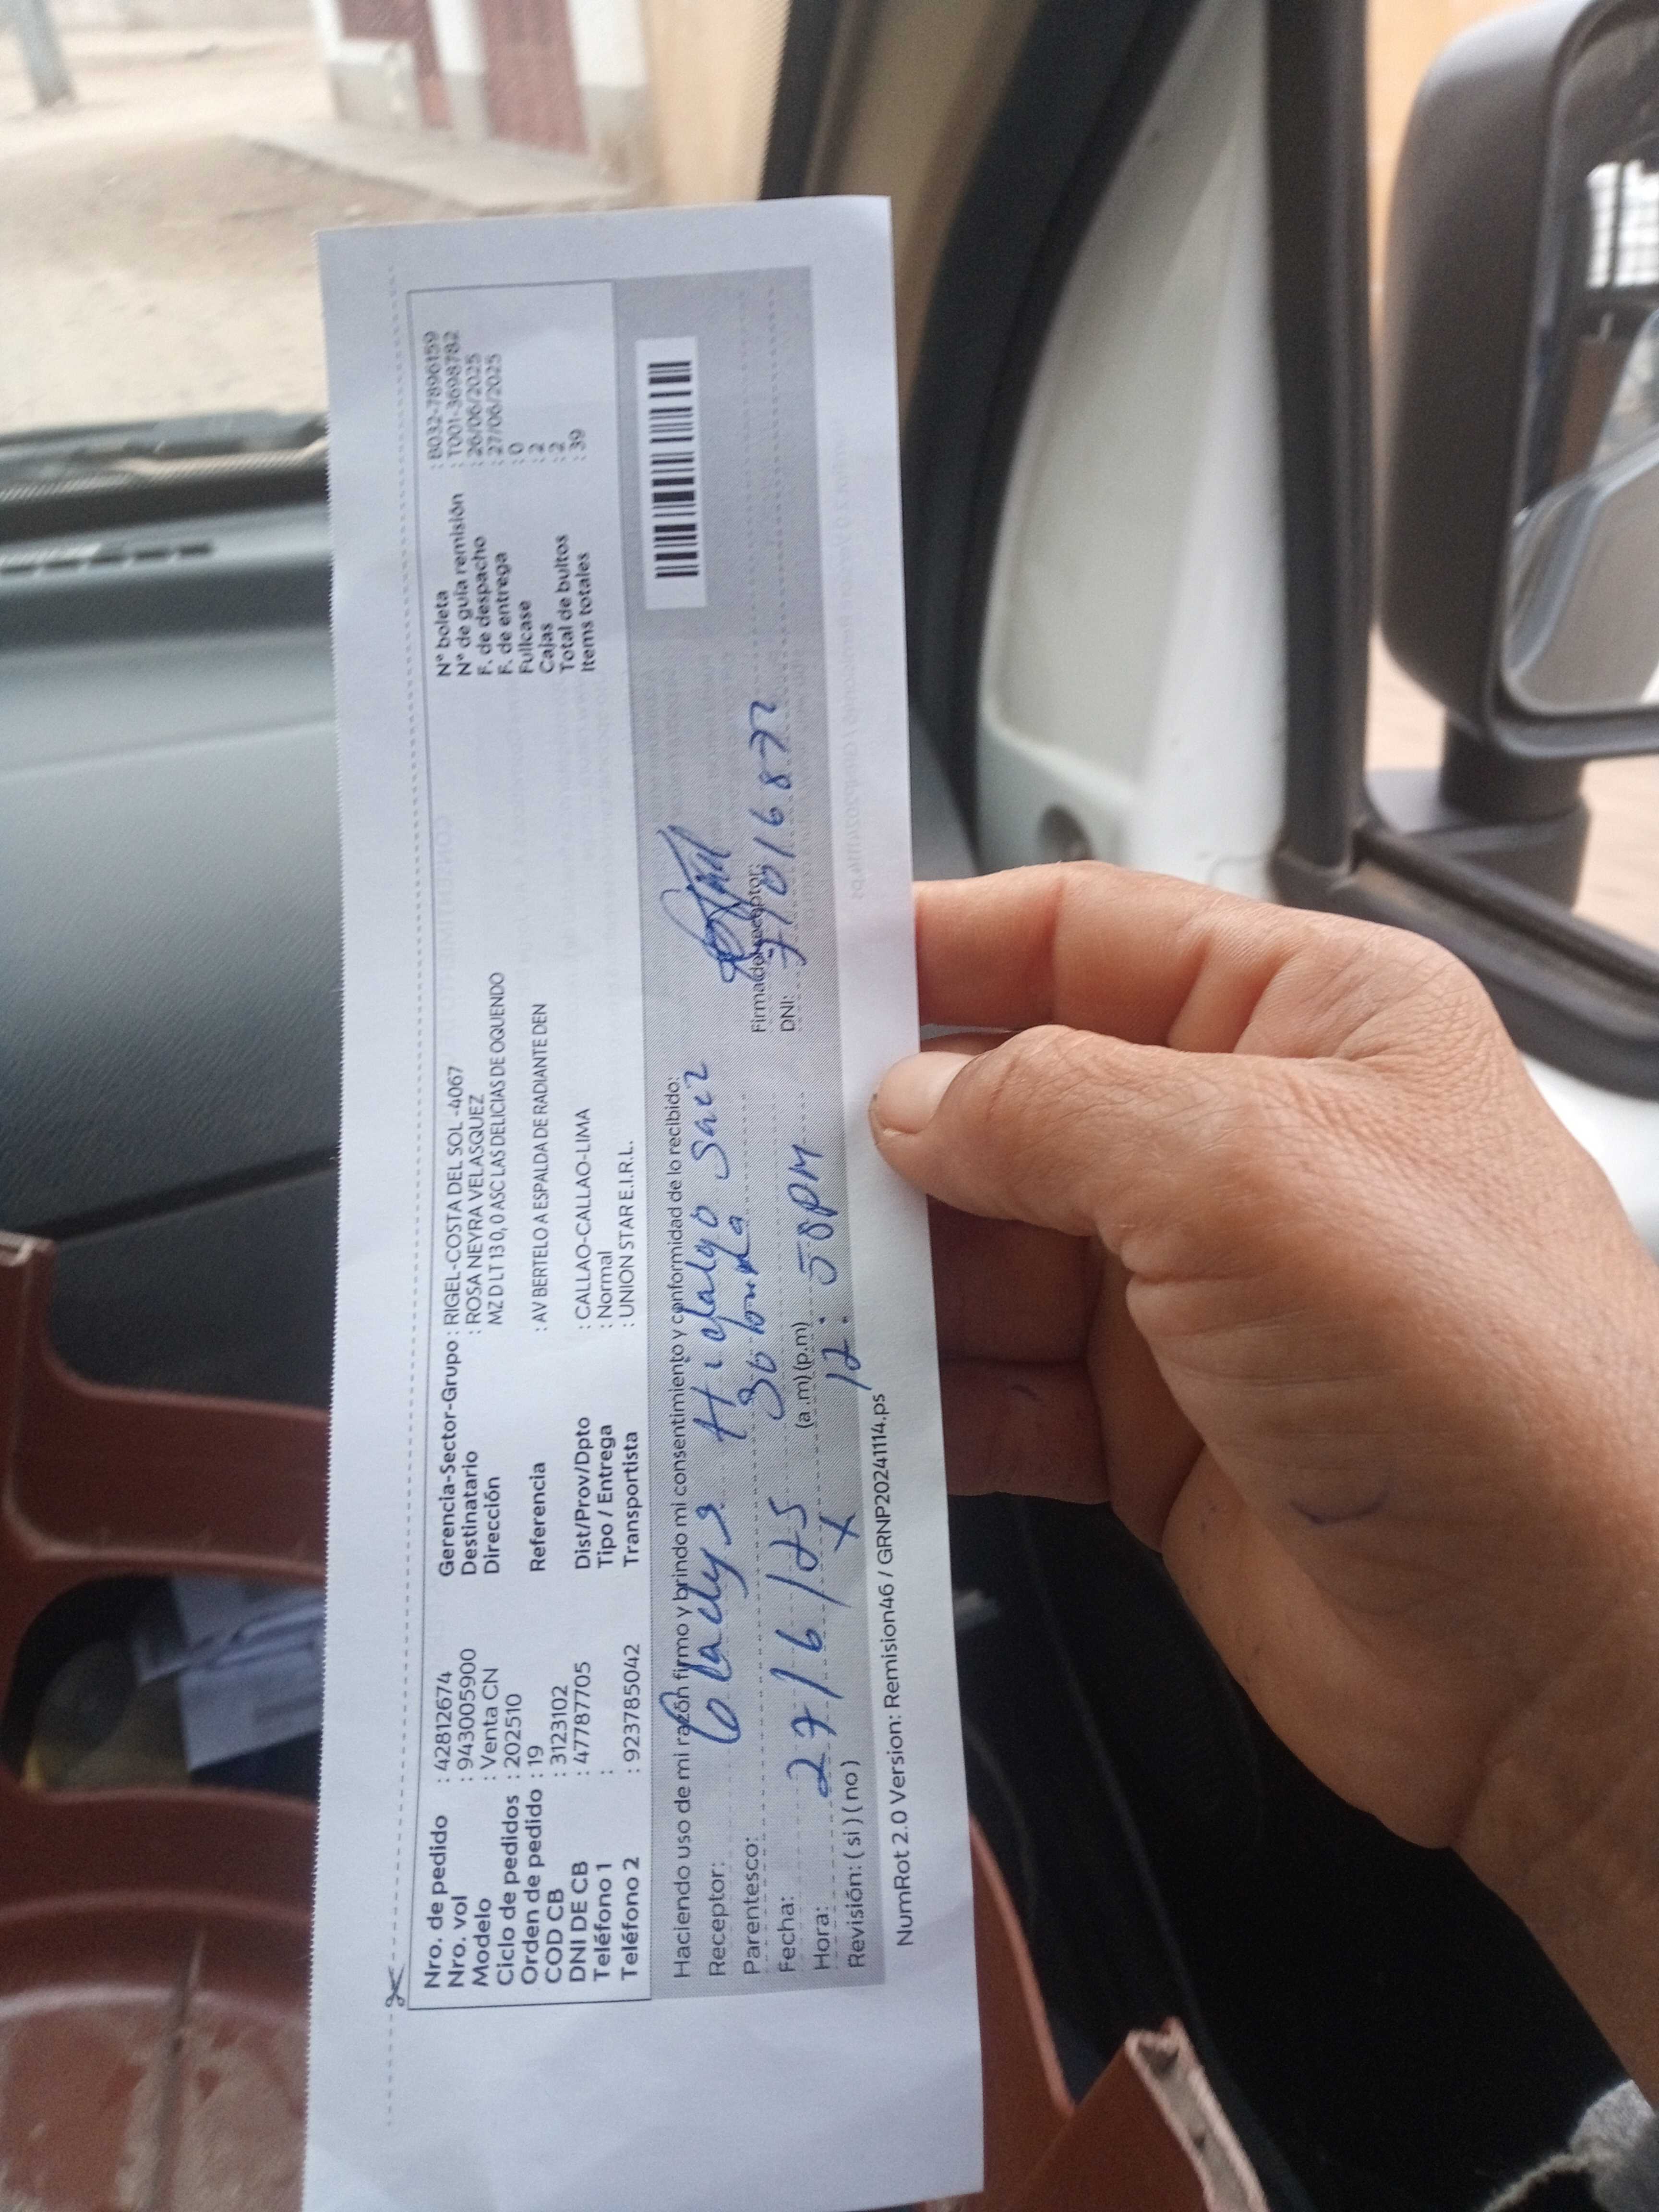 Nro. de pedido : 42812674
Nro. vol : 943005900
Modelo : Venta CN
Ciclo de pedidos : 202510
Orden de pedido : 19
COD CB : 3123102
DNI DE CB : 47787705
Teléfono 1 :
Teléfono 2 : 923785042
Gerencia-Sector-Grupo : RIGEL-COSTA DEL SOL -4067
Destinatario : ROSA NEYRA VELASQUEZ
Dirección MZ D LT 13 0, 0 ASC LAS DELICIAS DE OQUENDO
Referencia : AV BERTELO A ESPALDA DE RADIANTE DEN
Dist/Prov/Dpto : CALLAO-CALLAO-LIMA
Tipo / Entrega : Normal
Transportista : UNION STAR E.I.R.L.
N° boleta : B032-7896159
N° de guía remisión : T001-3698782
F. de despacho : 26/06/2025
F. de entrega : 27/06/2025
Fullcase : 0
Cajas : 2
Total de bultos : 2
Items totales : 39
Haciendo uso de mi razón firmo y brindo mi consentimiento y conformidad de lo recibido:
Receptor: Gladys Hidalgo Saez
Parentesco:
Fecha: 27/6/25
Hora: (a.m) (p.m) 12:58pm
Revisión: ( si ) ( no ) X
Firma del receptor:
DNI:
NumRot 2.0 Version: Remision46 / GRNP20241114.ps